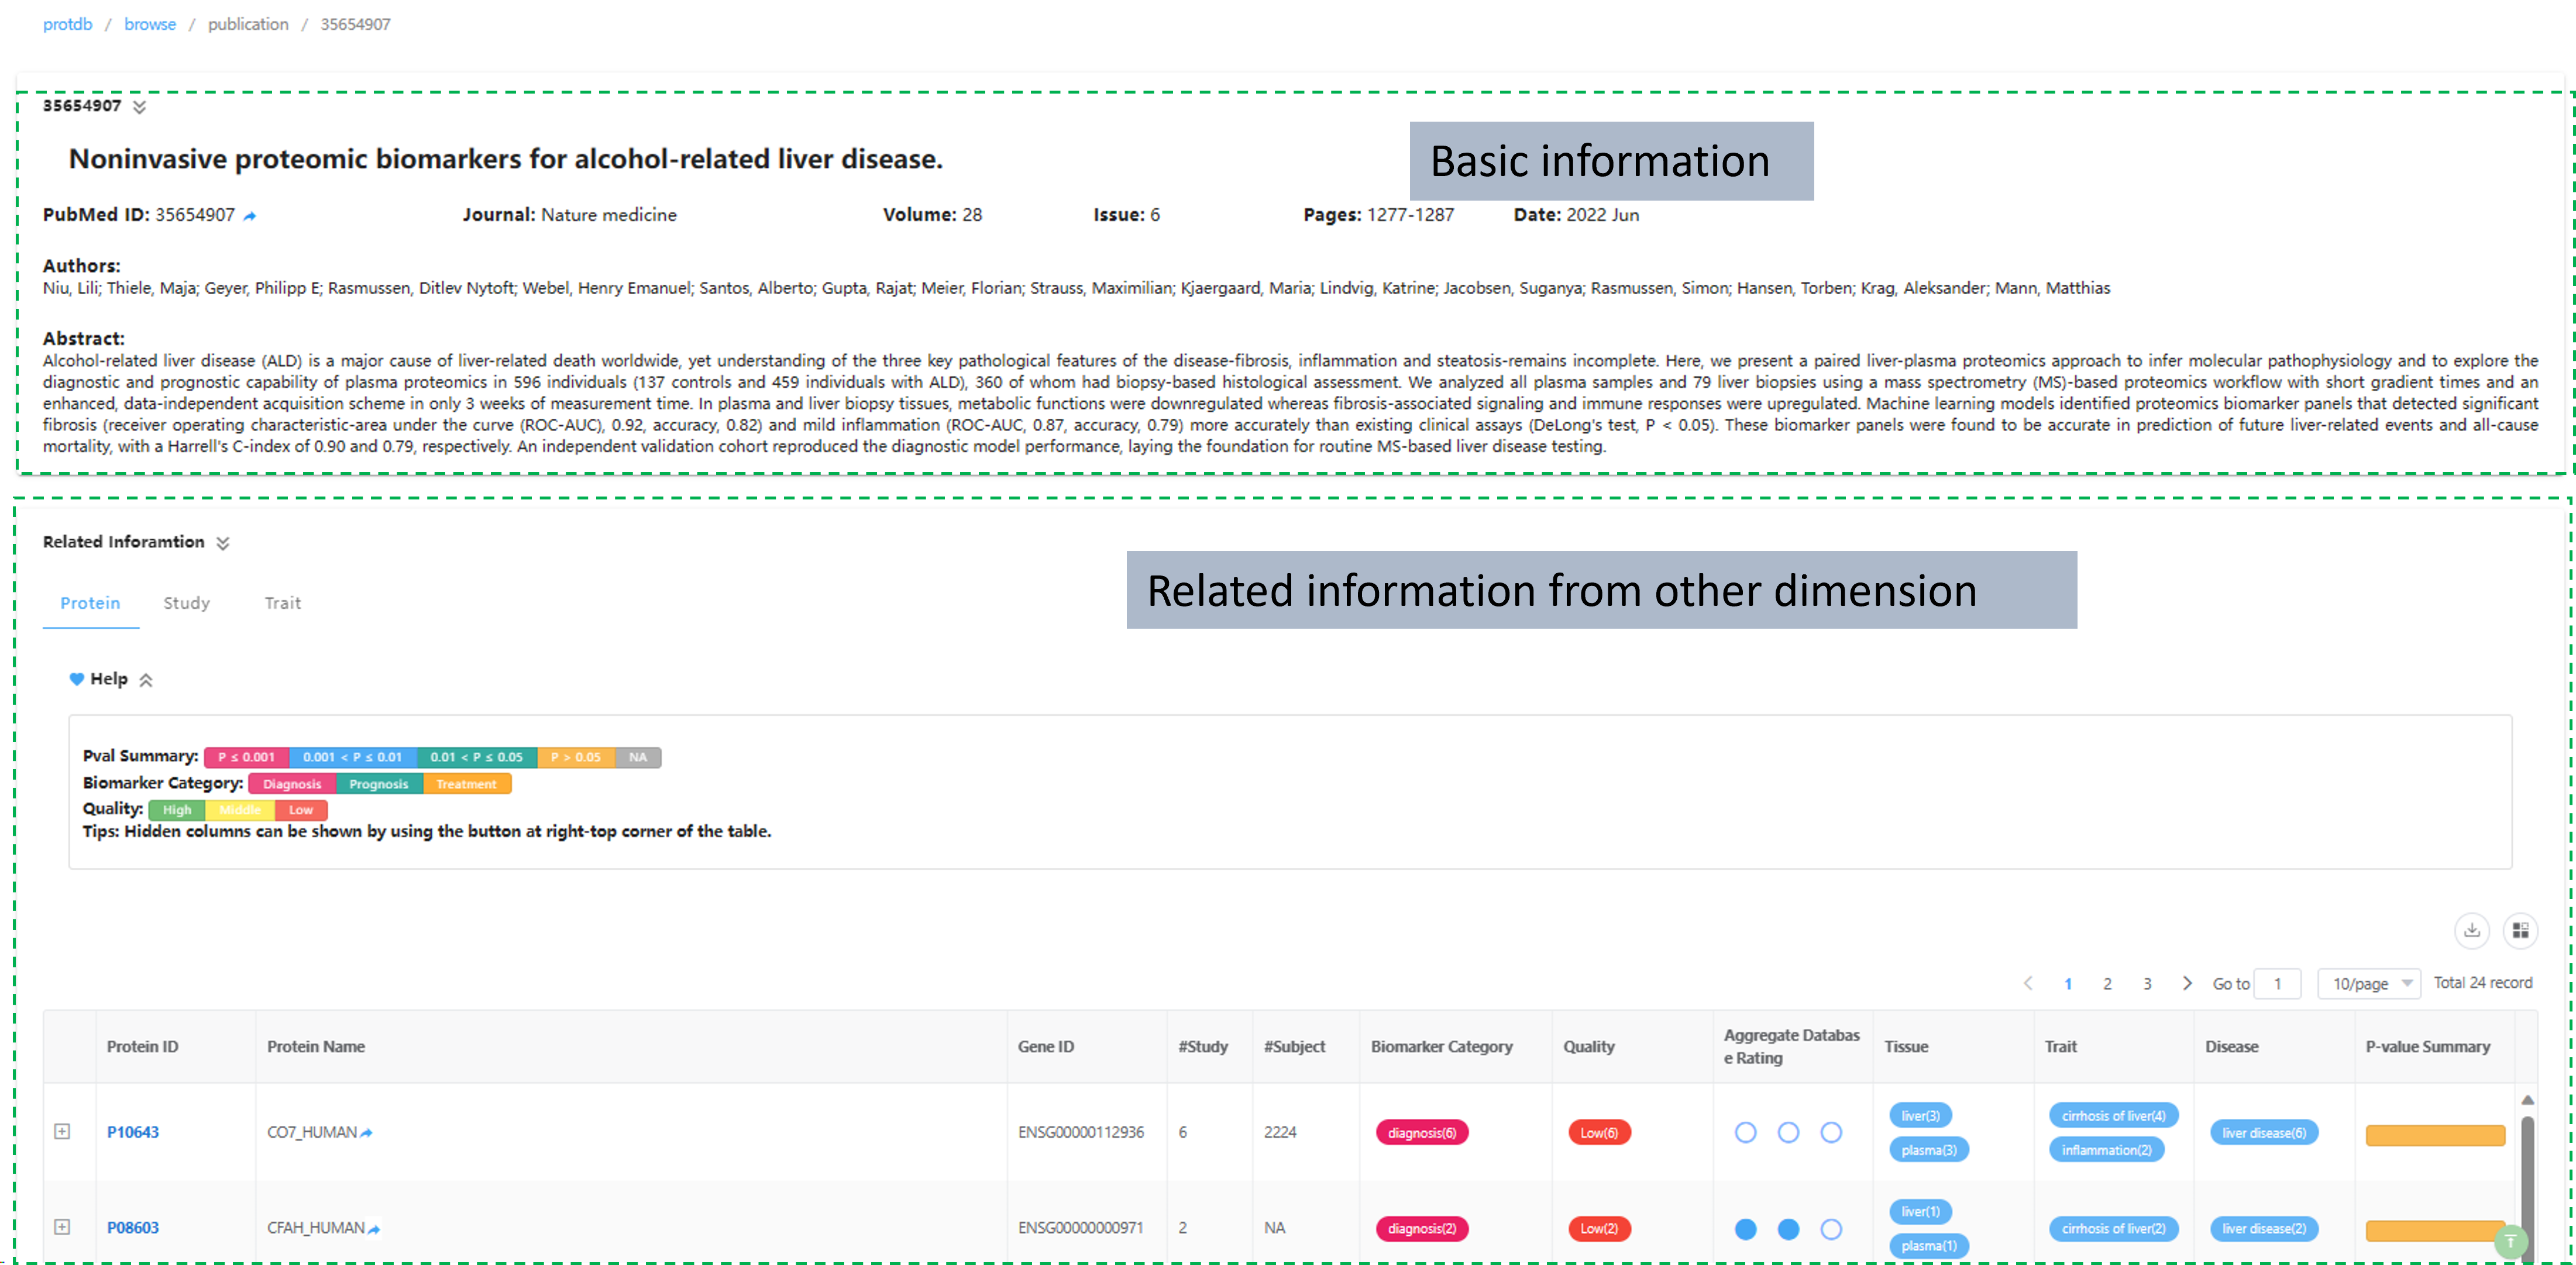 protdb / browse / publication / 35654907
35654907
Noninvasive proteomic biomarkers for alcohol-related liver disease.
Basic information
PubMed ID: 35654907 Journal: Nature medicine Volume: 28 Issue: 6 Pages: 1277-1287 Date: 2022 Jun
Authors:
Niu, Lili; Thiele, Maja; Geyer, Philipp E; Rasmussen, Ditlev Nytoft; Webel, Henry Emanuel; Santos, Alberto; Gupta, Rajat; Meier, Florian; Strauss, Maximilian; Kjaergaard, Maria; Lindvig, Katrine; Jacobsen, Suganya; Rasmussen, Simon; Hansen, Torben; Krag, Aleksander; Mann, Matthias
Abstract:
Alcohol-related liver disease (ALD) is a major cause of liver-related death worldwide, yet understanding of the three key pathological features of the disease-fibrosis, inflammation and steatosis-remains incomplete. Here, we present a paired liver-plasma proteomics approach to infer molecular pathophysiology and to explore the
diagnostic and prognostic capability of plasma proteomics in 596 individuals (137 controls and 459 individuals with ALD), 360 of whom had biopsy-based histological assessment. We analyzed all plasma samples and 79 liver biopsies using a mass spectrometry (MS)-based proteomics workflow with short gradient times and an
enhanced, data-independent acquisition scheme in only 3 weeks of measurement time. In plasma and liver biopsy tissues, metabolic functions were downregulated whereas fibrosis-associated signaling and immune responses were upregulated. Machine learning models identified proteomics biomarker panels that detected significant
fibrosis (receiver operating characteristic-area under the curve (ROC-AUC), 0.92, accuracy, 0.82) and mild inflammation (ROC-AUC, 0.87, accuracy, 0.79) more accurately than existing clinical assays (DeLong's test, P < 0.05). These biomarker panels were found to be accurate in prediction of future liver-related events and all-cause
mortality, with a Harrell's C-index of 0.90 and 0.79, respectively. An independent validation cohort reproduced the diagnostic model performance, laying the foundation for routine MS-based liver disease testing.
Related Inforamtion
Related information from other dimension
Protein Study Trait
Help
Pval Summary: P ≤ 0.001 0.001 < P ≤ 0.01 0.01 < P ≤ 0.05 P > 0.05 NA
Biomarker Category: Diagnosis Prognosis Treatment
Quality: High Middle Low
Tips: Hidden columns can be shown by using the button at right-top corner of the table.
< 1 2 3 > Go to 1 10/page Total 24 record
Protein ID Protein Name Gene ID #Study #Subject Biomarker Category Quality Aggregate Databas Tissue Trait Disease P-value Summary
e Rating
P10643 CO7_HUMAN ENSG00000112936 6 2224 diagnosis(6) Low(6) liver(3) cirrhosis of liver(4) liver disease(6)
plasma(3) inflammation(2)
P08603 CFAH_HUMAN ENSG00000000971 2 NA diagnosis(2) Low(2) liver(1) cirrhosis of liver(2) liver disease(2)
plasma(1)